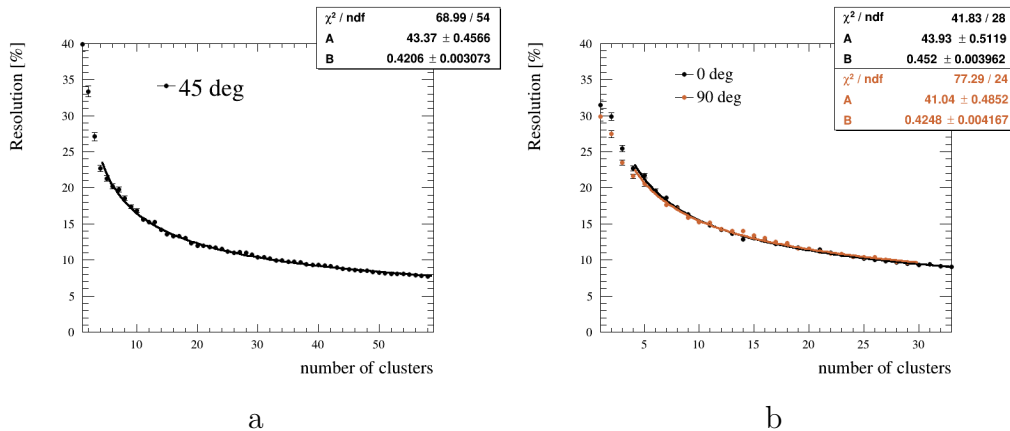 χ² / ndf 68.99 / 54
A 43.37 ± 0.4566
B 0.4206 ± 0.003073
Resolution [%]
45 deg
40
35
30
25
20
15
10
5
0
10 20 30 40 50
number of clusters
a
χ² / ndf 41.83 / 28
A 43.93 ± 0.5119
B 0.452 ± 0.003962
χ² / ndf 77.29 / 24
A 41.04 ± 0.4852
B 0.4248 ± 0.004167
Resolution [%]
0 deg
90 deg
40
35
30
25
20
15
10
5
0
5 10 15 20 25 30
number of clusters
b